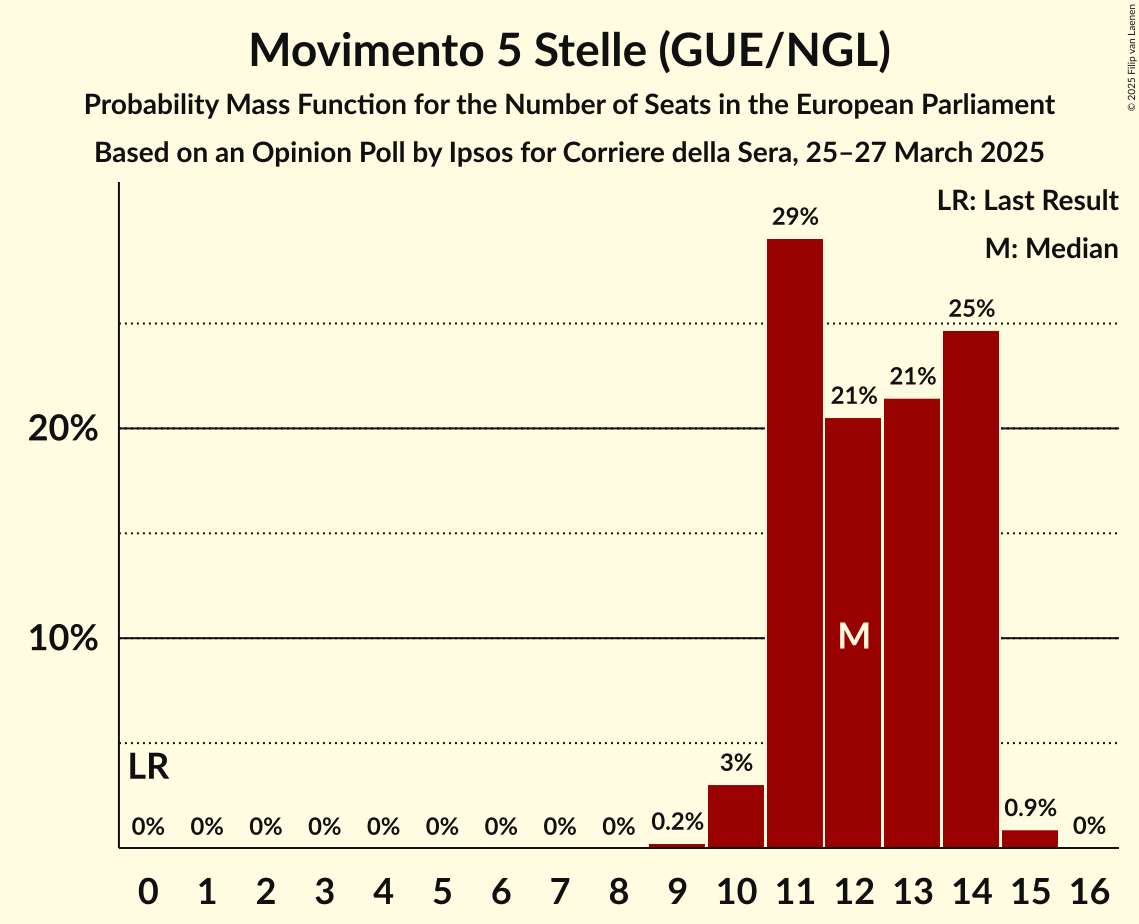 Movimento 5 Stelle (GUE/NGL)
Probability Mass Function for the Number of Seats in the European Parliament
Based on an Opinion Poll by Ipsos for Corriere della Sera, 25–27 March 2025
© 2025 Filip van Laenen
LR: Last Result
M: Median
29%
25%
21%
21%
20%
10%
M
LR
3%
0% 0% 0% 0% 0% 0% 0% 0% 0% 0.2% 0.9% 0%
0 1 2 3 4 5 6 7 8 9 10 11 12 13 14 15 16